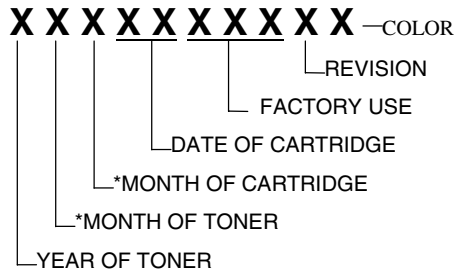 X X X X X X X X X X COLOR
REVISION
FACTORY USE
DATE OF CARTRIDGE
*MONTH OF CARTRIDGE
*MONTH OF TONER
YEAR OF TONER